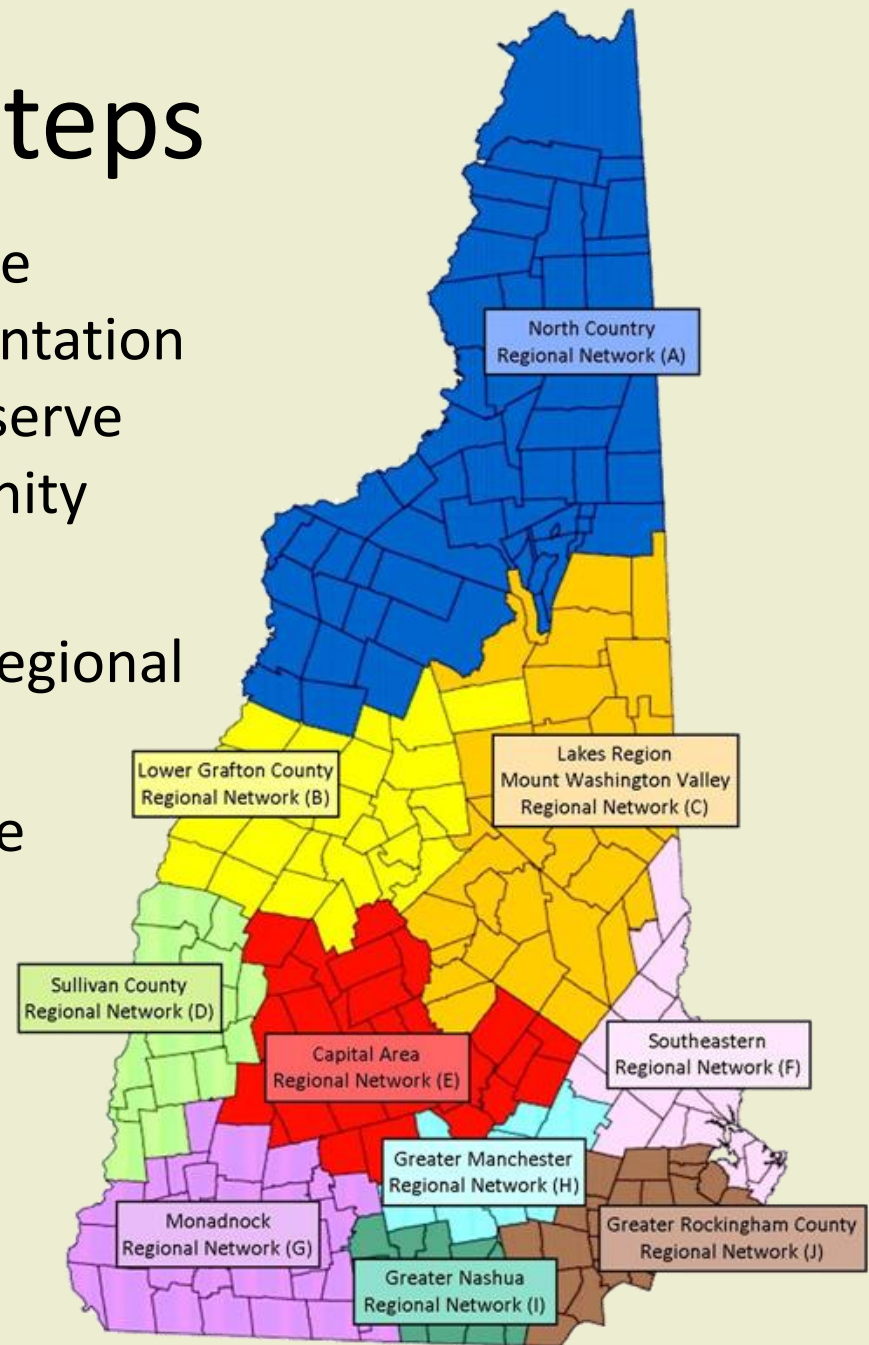 teps
e
ntation
serve
nity
egional
e
North Country
Regional Network (A)
Lower Grafton County
Regional Network (B)
Lakes Region
Mount Washington Valley
Regional Network (C)
Sullivan County
Regional Network (D)
Capital Area
Regional Network (E)
Southeastern
Regional Network (F)
Greater Manchester
Regional Network (H)
Monadnock
Regional Network (G)
Greater Rockingham County
Regional Network (J)
Greater Nashua
Regional Network (I)